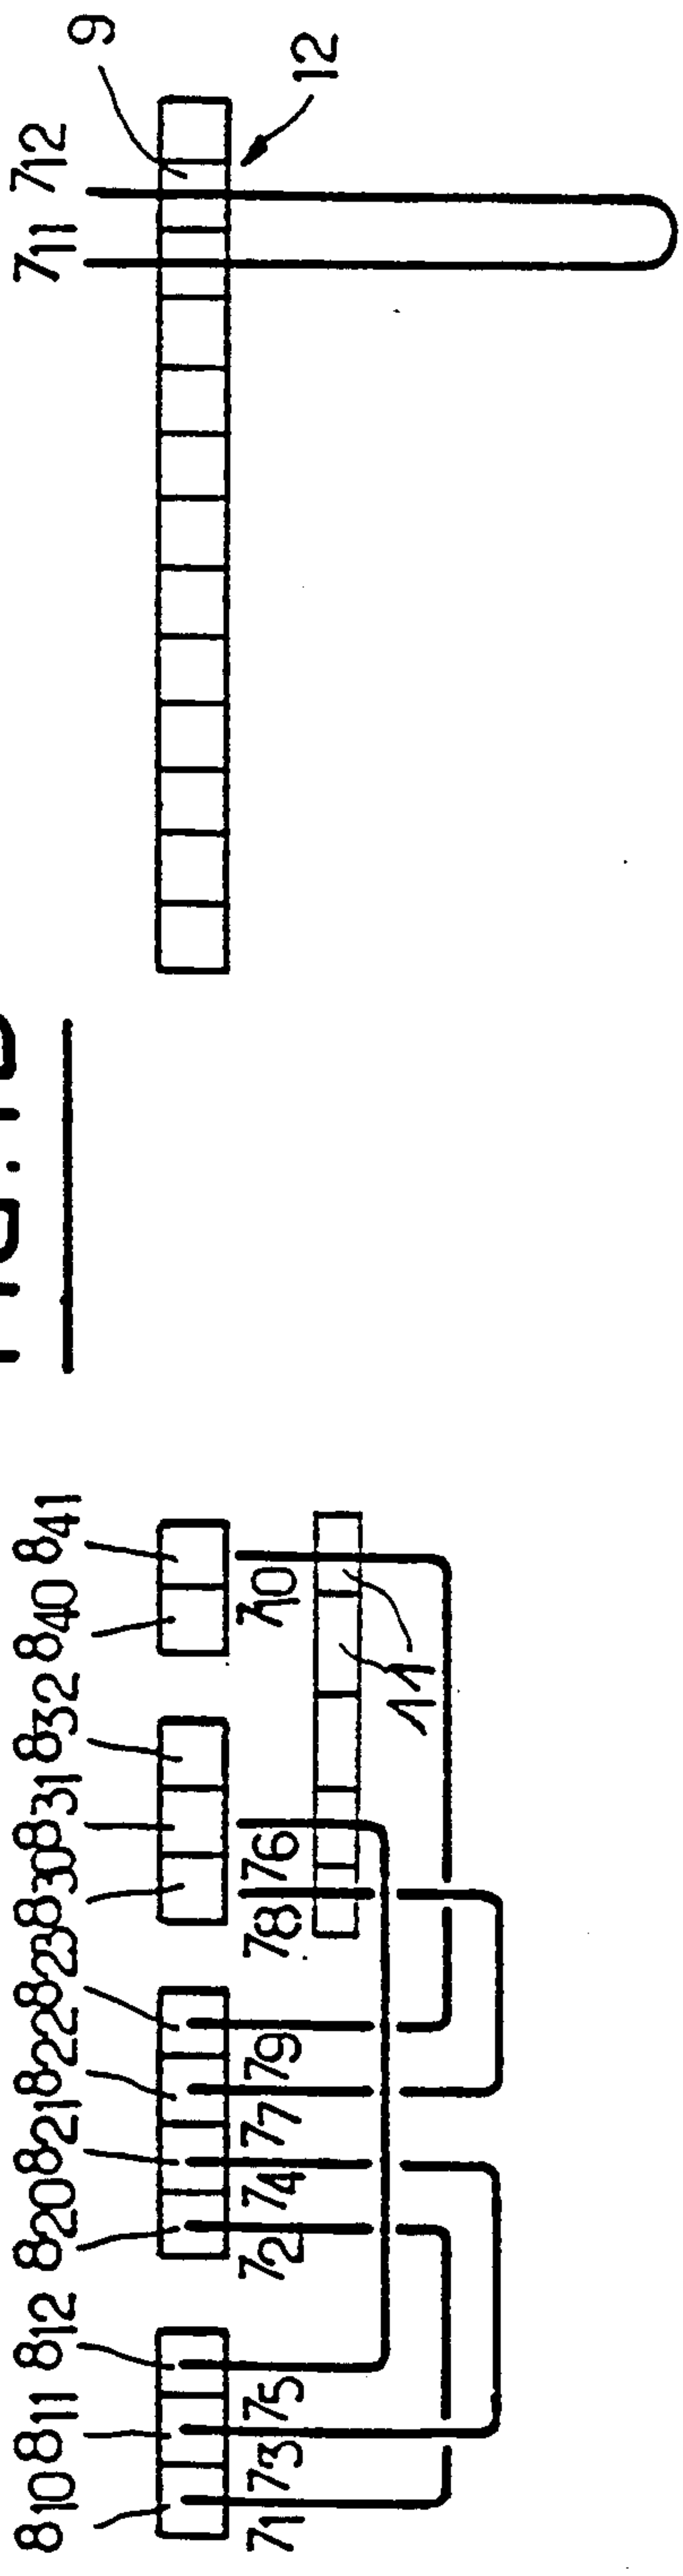 8₁₀ 8₁₁ 8₁₂ 8₂₀ 8₂₁ 8₂₂ 8₂₃ 8₃₀ 8₃₁ 8₃₂ 8₄₀ 8₄₁
7₁₁ 7₁₂ 9
7₁ 7₃ 7₅ 7₂ 7₄ 7₇ 7₉ 7₈ 7₆ 7₁₀
12
11